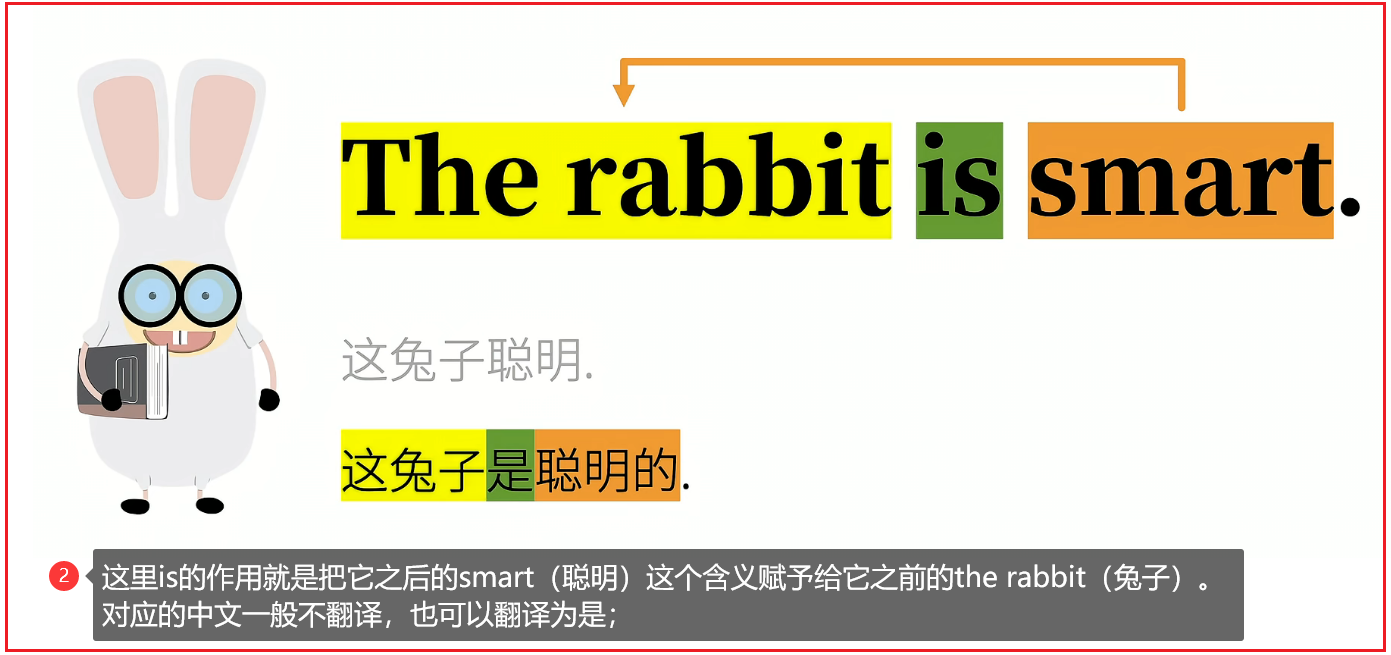 The rabbit is smart.
这兔子聪明.
这兔子是聪明的.
2
这里is的作用就是把它之后的smart（聪明）这个含义赋予给它之前的the rabbit（兔子）。
对应的中文一般不翻译，也可以翻译为是；